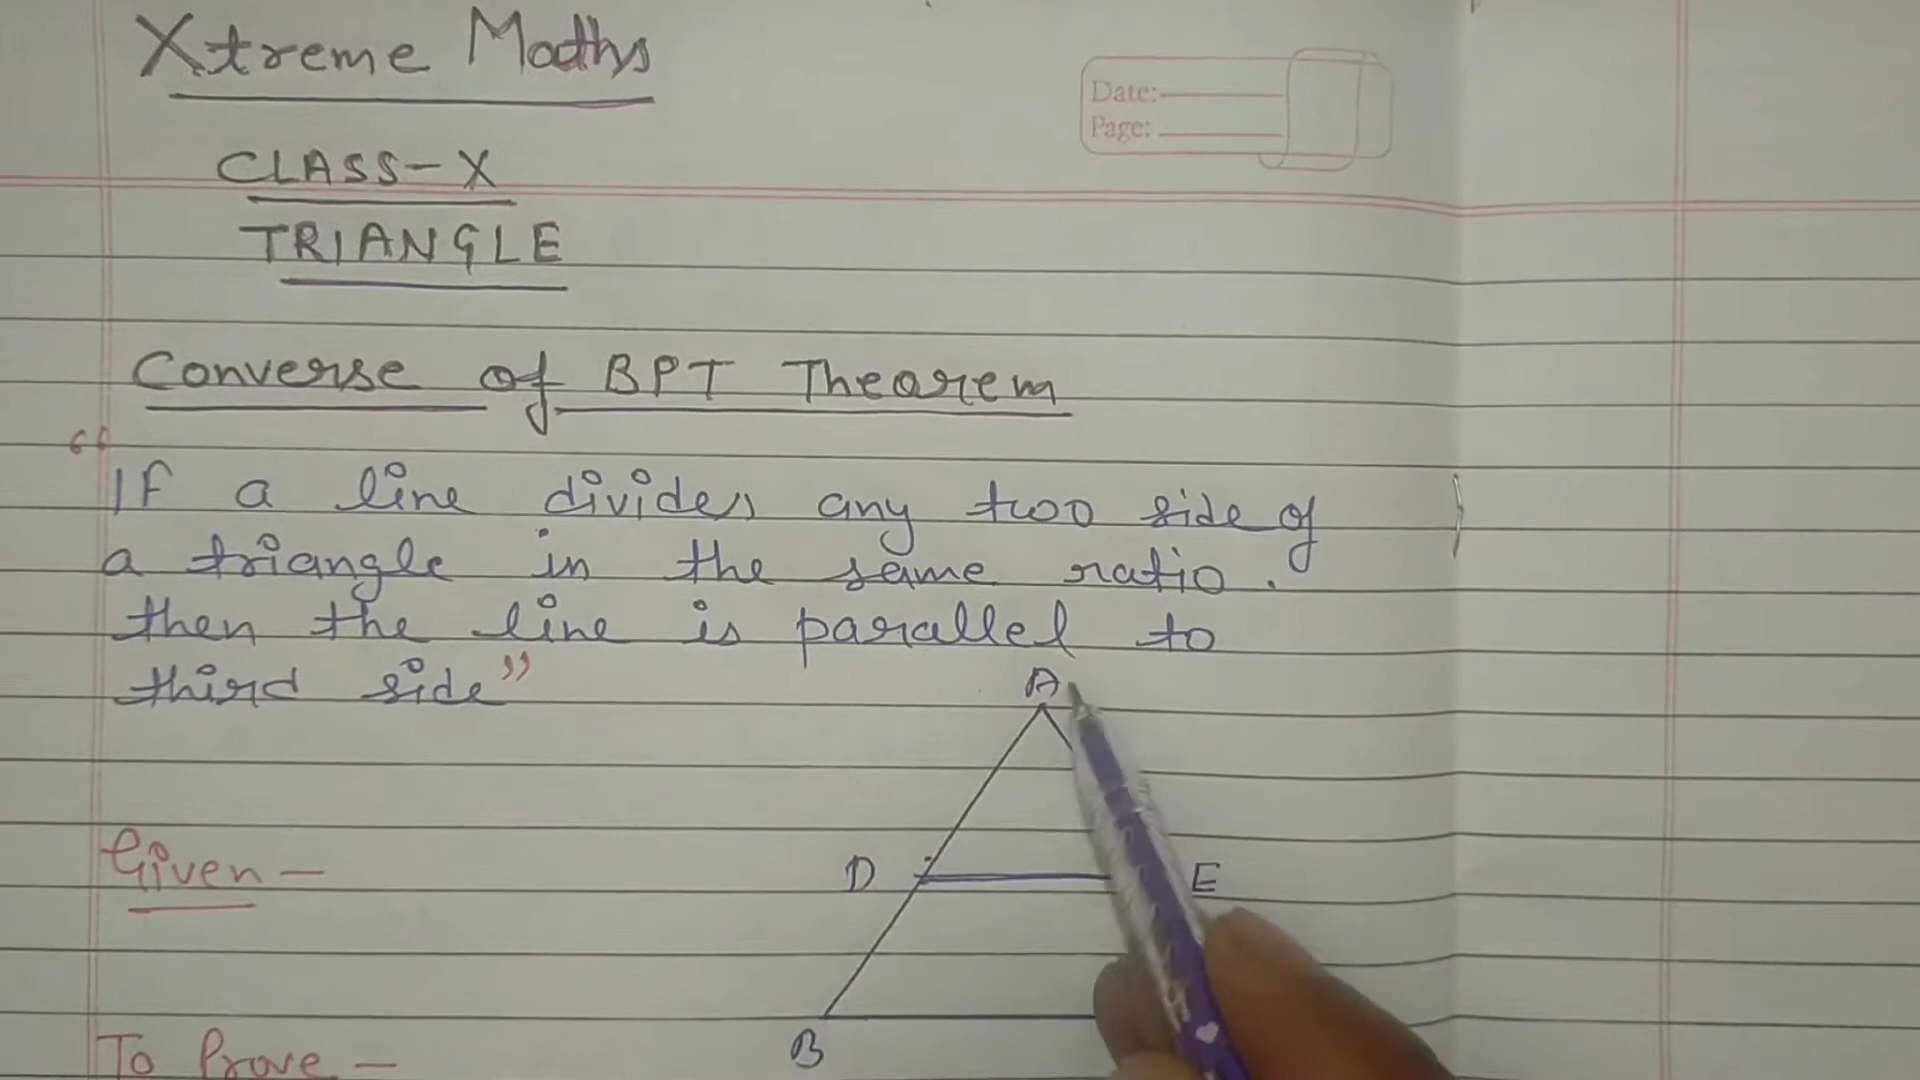 Xtreme Maths
Date:
Page:
CLASS-X
TRIANGLE
Converse of BPT Theorem
"If a line divides any two side of
a triangle in the same ratio.
then the line is parallel to
third side"
A
Given -
D E
To Prove -
B